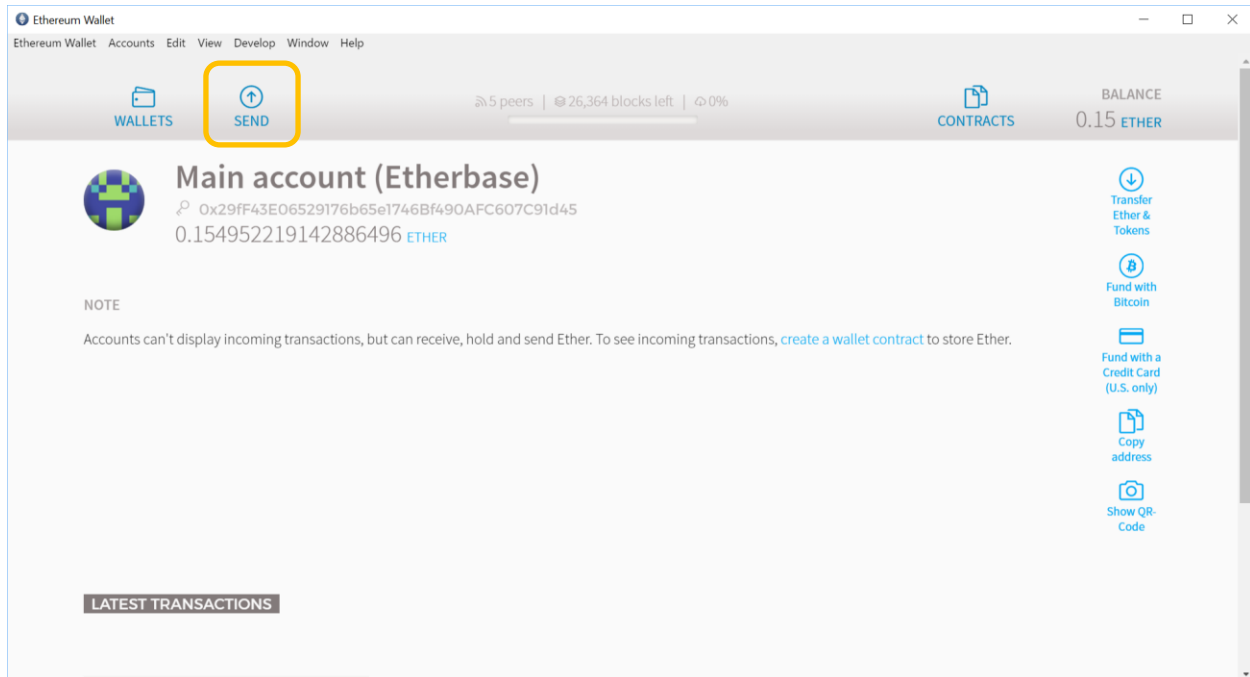 Ethereum Wallet
Ethereum Wallet Accounts Edit View Develop Window Help
WALLETS
SEND
5 peers | 26,364 blocks left | 0%
CONTRACTS
BALANCE
0.15 ETHER
Main account (Etherbase)
0x29fF43E06529176b65e1746Bf490AFC607C91d45
0.154952219142886496 ETHER
NOTE
Accounts can't display incoming transactions, but can receive, hold and send Ether. To see incoming transactions, create a wallet contract to store Ether.
Transfer
Ether &
Tokens
Fund with
Bitcoin
Fund with a
Credit Card
(U.S. only)
Copy
address
Show QR-
Code
LATEST TRANSACTIONS